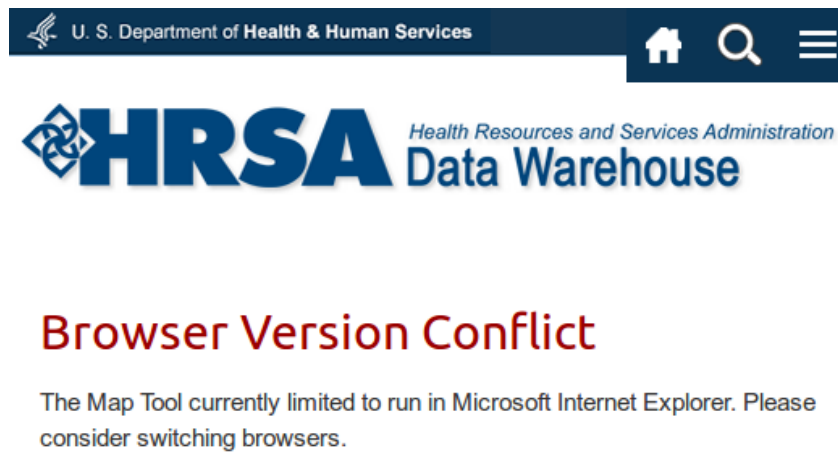 U. S. Department of Health & Human Services
HRSA
Health Resources and Services Administration
Data Warehouse
Browser Version Conflict
The Map Tool currently limited to run in Microsoft Internet Explorer. Please
consider switching browsers.